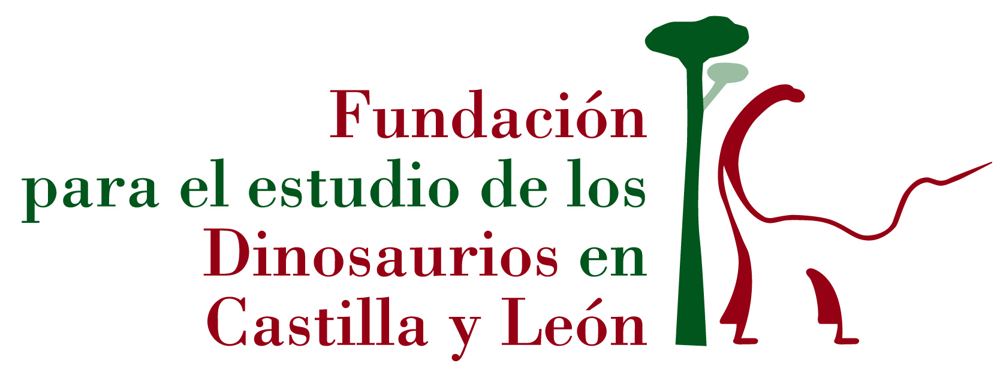 Fundación
para el estudio de los
Dinosaurios en
Castilla y León